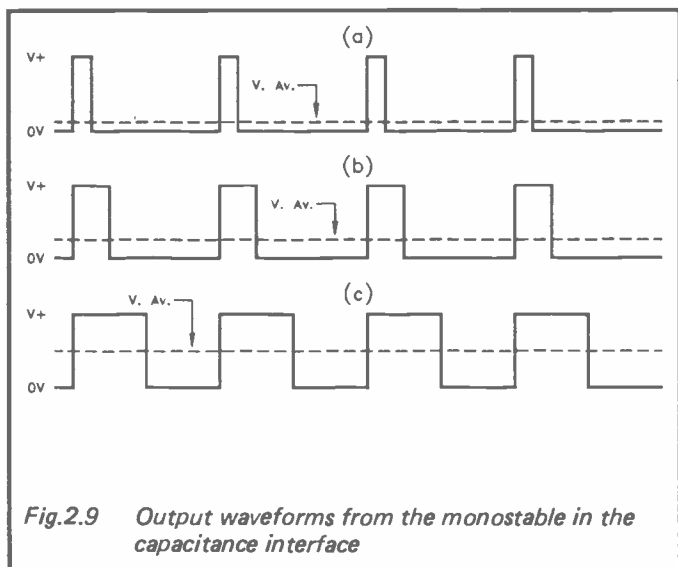 (a)
V+
V. Av.
0V
(b)
V+
V. Av.
0V
(c)
V. Av.
V+
0V
Fig.2.9 Output waveforms from the monostable in the
capacitance interface